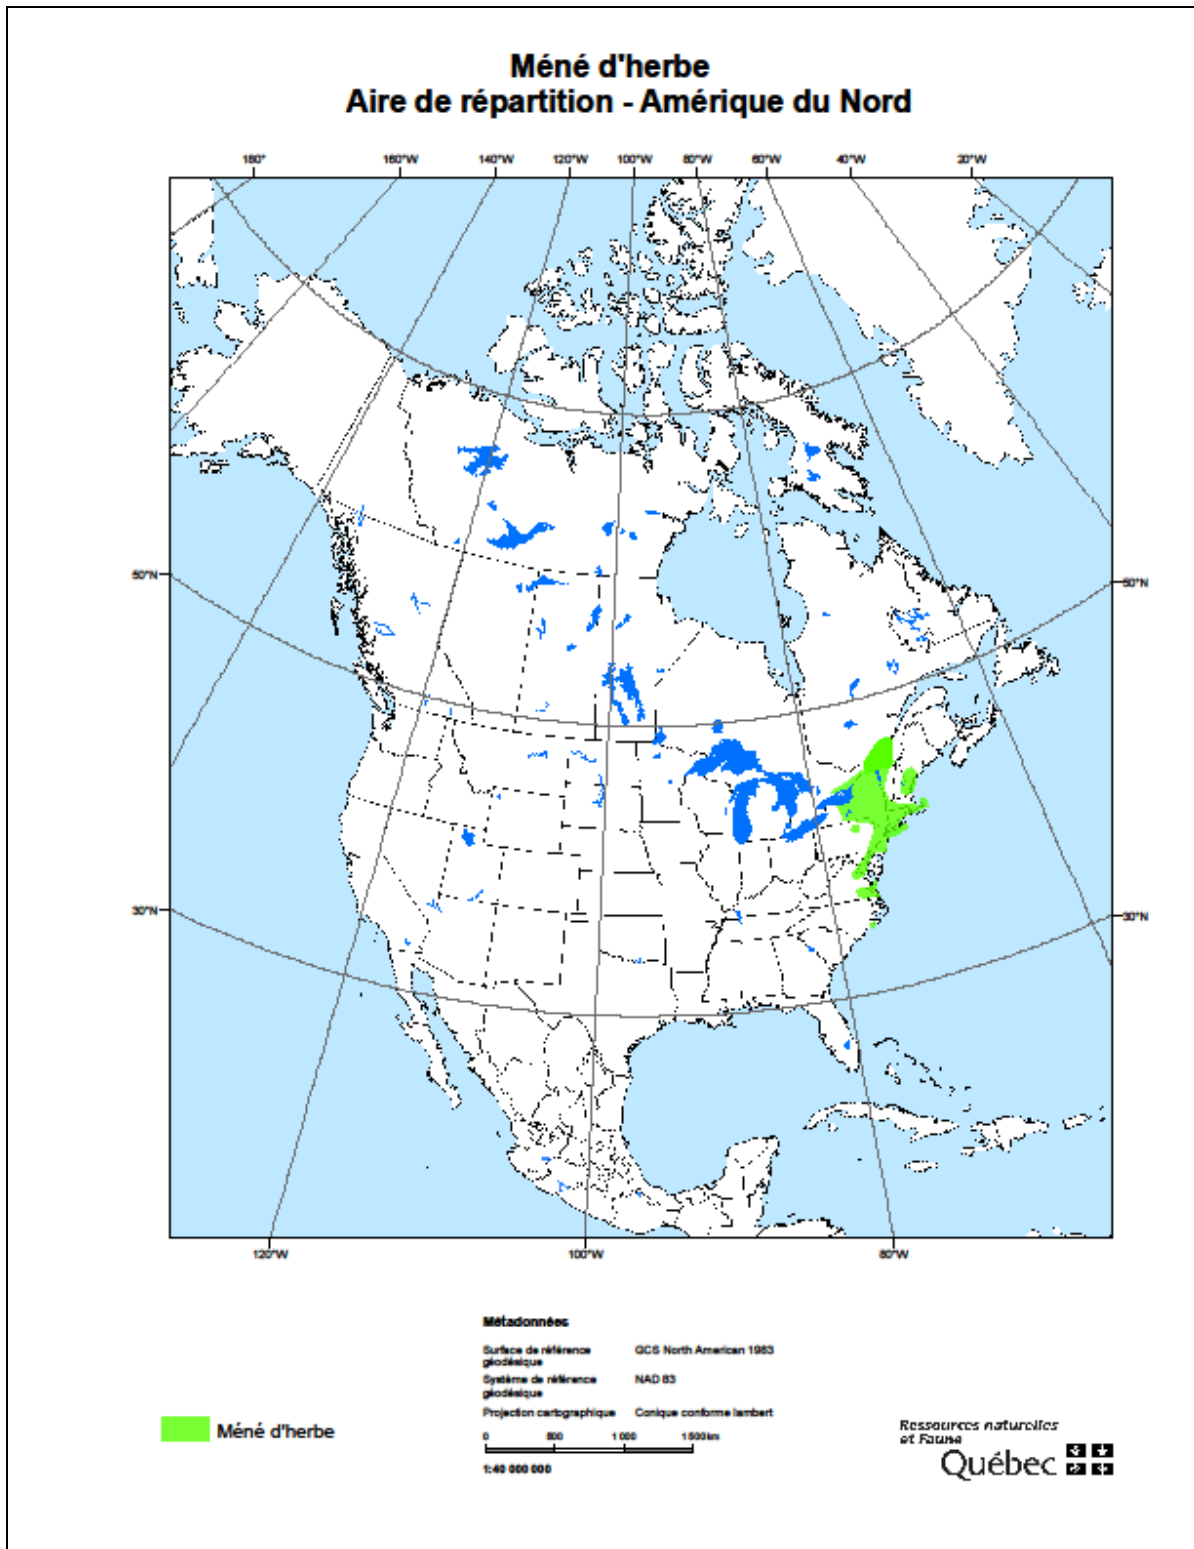 Méné d'herbe
Aire de répartition - Amérique du Nord
180° 160°W 140°W 120°W 100°W 80°W 60°W 40°W 20°W
50°N 50°N
30°N 30°N
120°W 100°W 80°W
Métadonnées
Surface de référence géodésique GCS North American 1983
Système de référence géodésique NAD 83
Projection cartographique Conique conforme lambert
0 500 1 000 1 500 km
1:40 000 000
Méné d'herbe
Ressources naturelles
et Faune
Québec